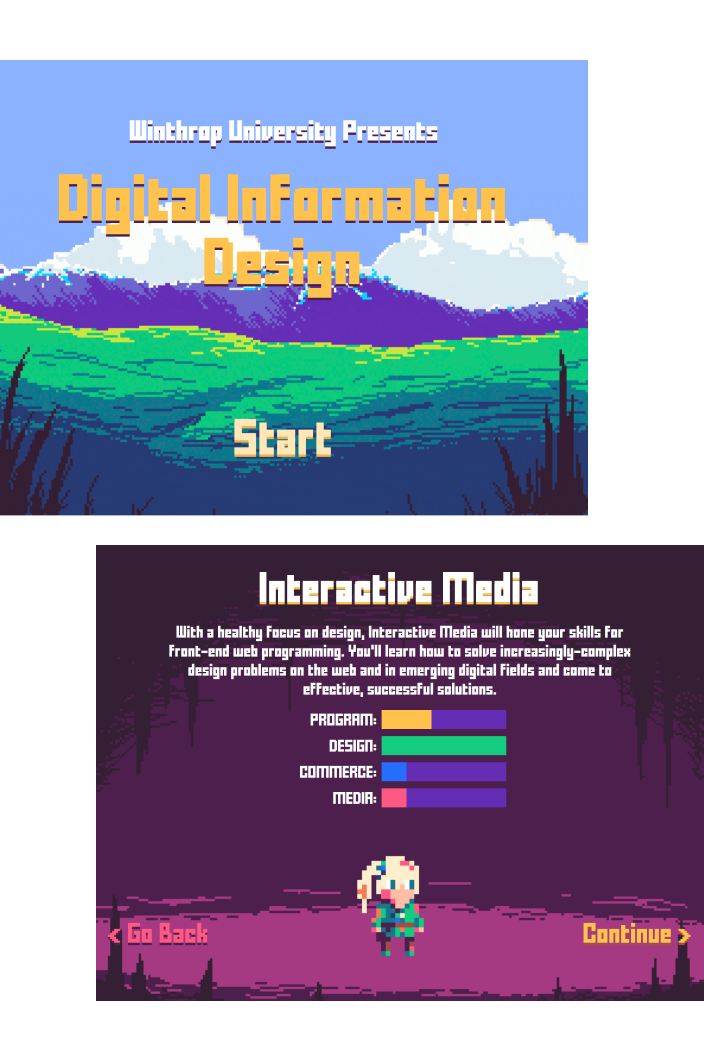 Winthrop University Presents
Digital Information
Design
Start
Interactive Media
With a healthy focus on design, Interactive Media will hone your skills for
front-end web programming. You'll learn how to solve increasingly-complex
design problems on the web and in emerging digital fields and come to
effective, successful solutions.
PROGRAM:
DESIGN:
COMMERCE:
MEDIA:
< Go Back
Continue >